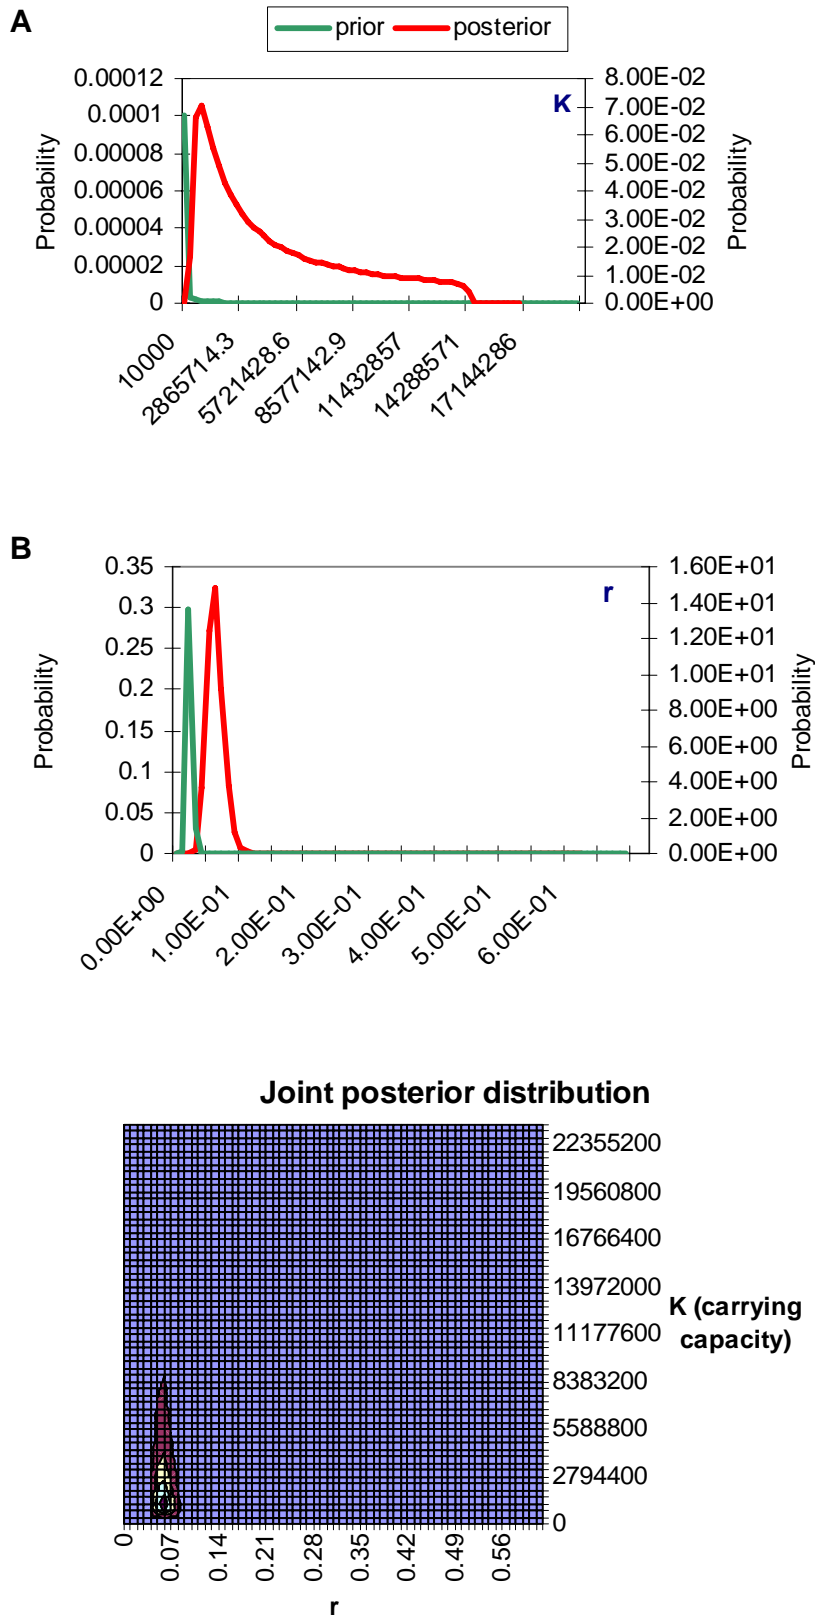 A
prior posterior
K
Probability
0.00012
0.0001
0.00008
0.00006
0.00004
0.00002
0
8.00E-02
7.00E-02
6.00E-02
5.00E-02
4.00E-02
3.00E-02
2.00E-02
1.00E-02
0.00E+00
Probability
10000
2865714.3
5721428.6
8577142.9
11432857
14288571
17144286
B
r
Probability
0.35
0.3
0.25
0.2
0.15
0.1
0.05
0
1.60E+01
1.40E+01
1.20E+01
1.00E+01
8.00E+00
6.00E+00
4.00E+00
2.00E+00
0.00E+00
Probability
0.00E+00
1.00E-01
2.00E-01
3.00E-01
4.00E-01
5.00E-01
6.00E-01
Joint posterior distribution
22355200
19560800
16766400
13972000
11177600
8383200
5588800
2794400
0
K (carrying
capacity)
0
0.07
0.14
0.21
0.28
0.35
0.42
0.49
0.56
r